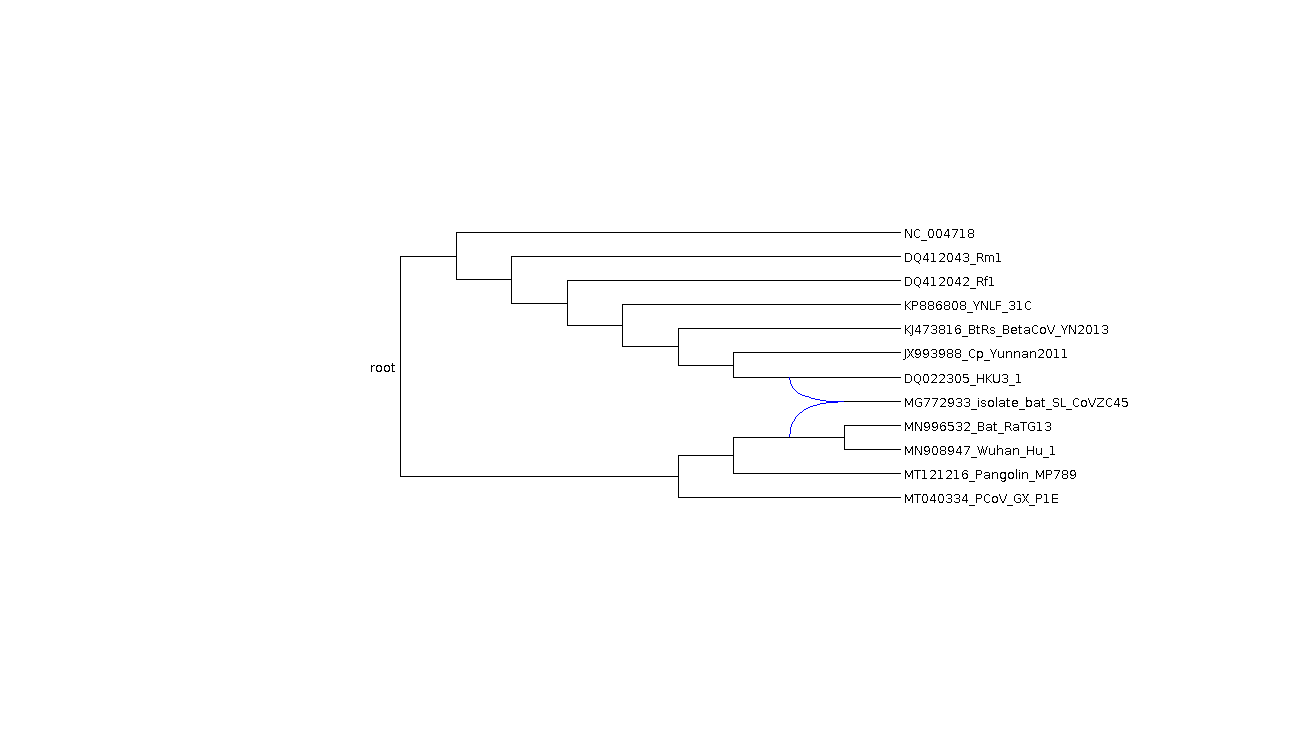 NC_004718
DQ412043_Rm1
DQ412042_Rf1
KP886808_YNLF_31C
KJ473816_BtRs_BetaCoV_YN2013
JX993988_Cp_Yunnan2011
root
DQ022305_HKU3_1
MG772933_isolate_bat_SL_CoVZC45
MN996532_Bat_RaTG13
MN908947_Wuhan_Hu_1
MT121216_Pangolin_MP789
MT040334_PCoV_GX_P1E